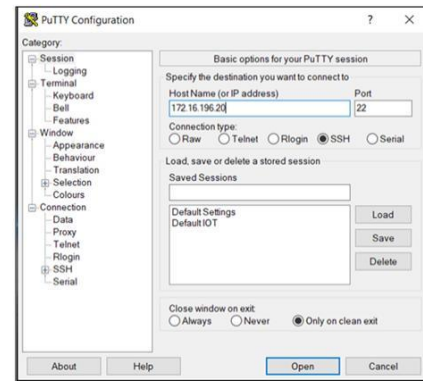 PuTTY Configuration ? ×
Category:
Session
Logging
Terminal
Keyboard
Bell
Features
Window
Appearance
Behaviour
Translation
Selection
Colours
Connection
Data
Proxy
Telnet
Rlogin
SSH
Serial
Basic options for your PuTTY session
Specify the destination you want to connect to
Host Name (or IP address) Port
172.16.196.20 22
Connection type:
Raw Telnet Rlogin SSH Serial
Load, save or delete a stored session
Saved Sessions
Default Settings
Default IOT
Load
Save
Delete
Close window on exit:
Always Never Only on clean exit
About Help Open Cancel